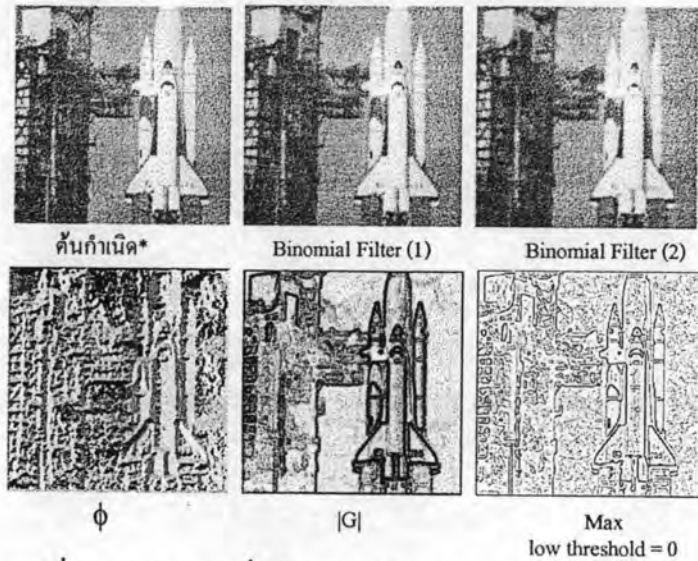 ต้นกำเนิด*
Binomial Filter (1)
Binomial Filter (2)
ϕ
|G|
Max
low threshold = 0